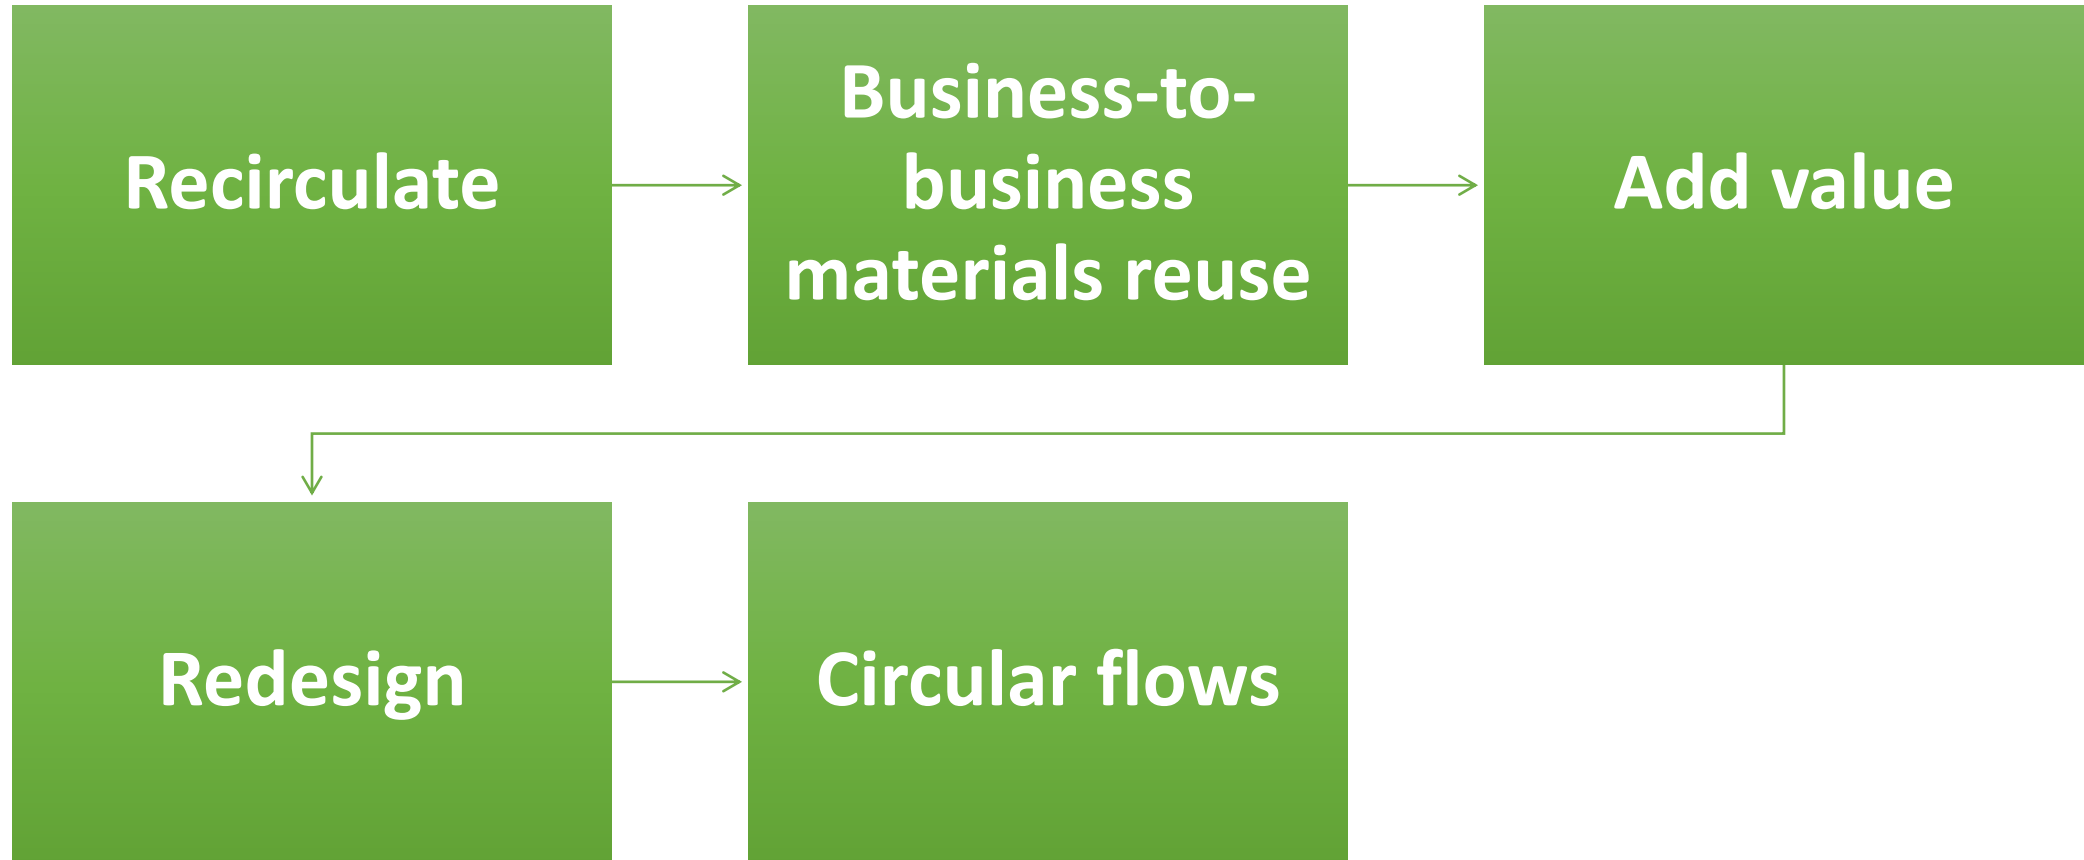 Recirculate
Business-to-
business
materials reuse
Add value
Redesign
Circular flows